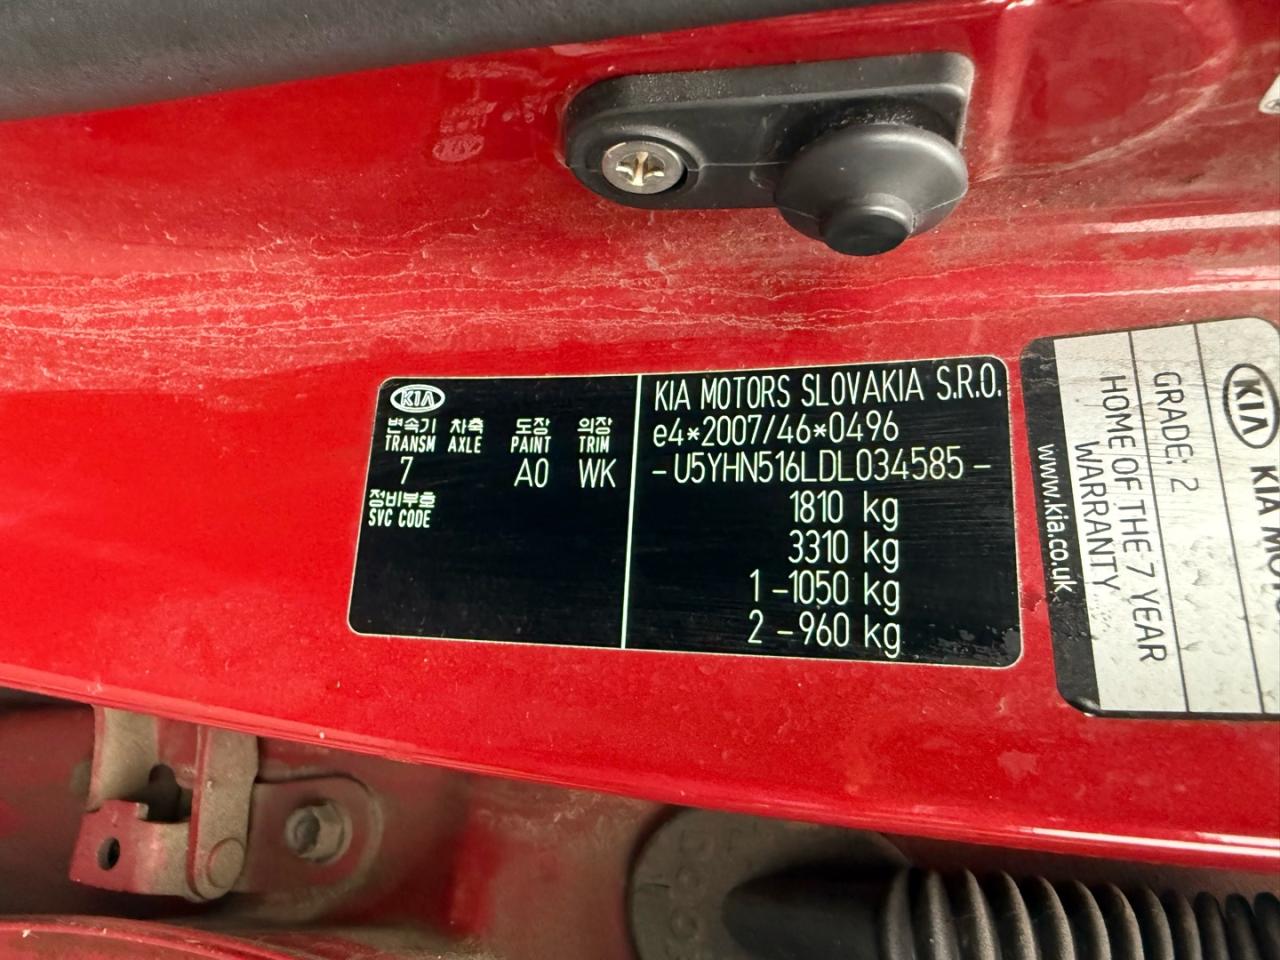 KIA
변속기 차축 도장 의장
TRANSM AXLE PAINT TRIM
7 A0 WK
정비부호
SVC CODE
KIA MOTORS SLOVAKIA S.R.O.
e4*2007/46*0496
-U5YHN516LDL034585-
1810 kg
3310 kg
1 -1050 kg
2 -960 kg
KIA KIA
GRADE: 2
HOME OF THE 7 YEAR
WARRANTY
www.kia.co.uk